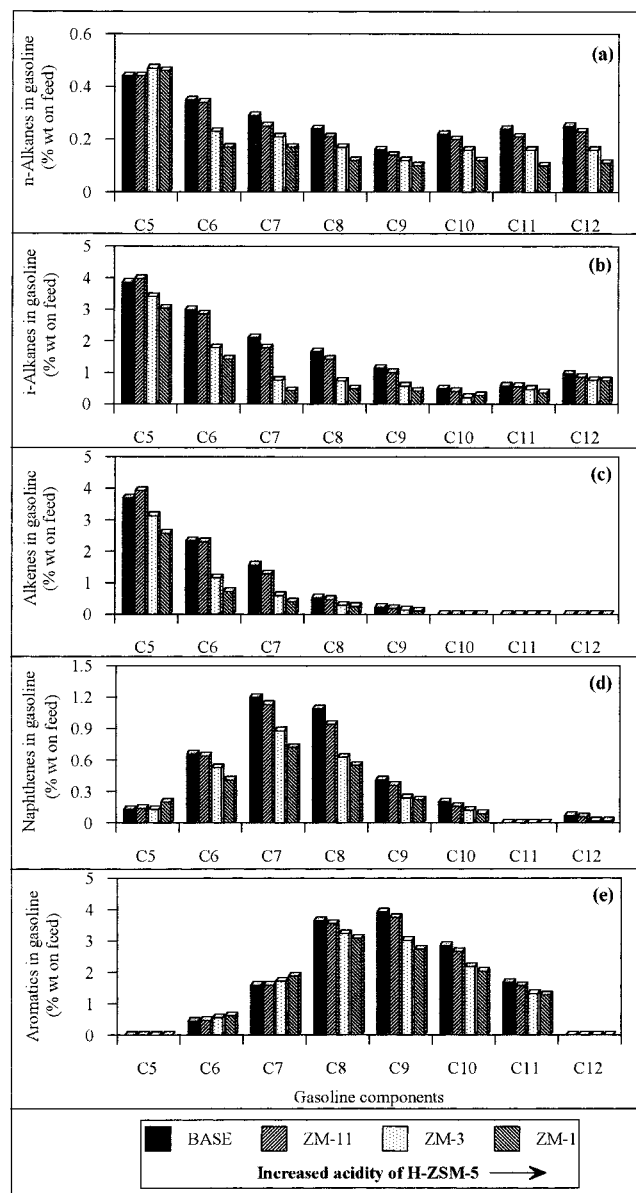 (a)
n-Alkanes in gasoline
(% wt on feed)
0.6
0.4
0.2
0
C5 C6 C7 C8 C9 C10 C11 C12
(b)
i-Alkanes in gasoline
(% wt on feed)
5
4
3
2
1
0
C5 C6 C7 C8 C9 C10 C11 C12
(c)
Alkenes in gasoline
(% wt on feed)
5
4
3
2
1
0
C5 C6 C7 C8 C9 C10 C11 C12
(d)
Naphthenes in gasoline
(% wt on feed)
1.5
1.2
0.9
0.6
0.3
0
C5 C6 C7 C8 C9 C10 C11 C12
(e)
Aromatics in gasoline
(% wt on feed)
5
4
3
2
1
0
C5 C6 C7 C8 C9 C10 C11 C12
Gasoline components
BASE ZM-11 ZM-3 ZM-1
Increased acidity of H-ZSM-5